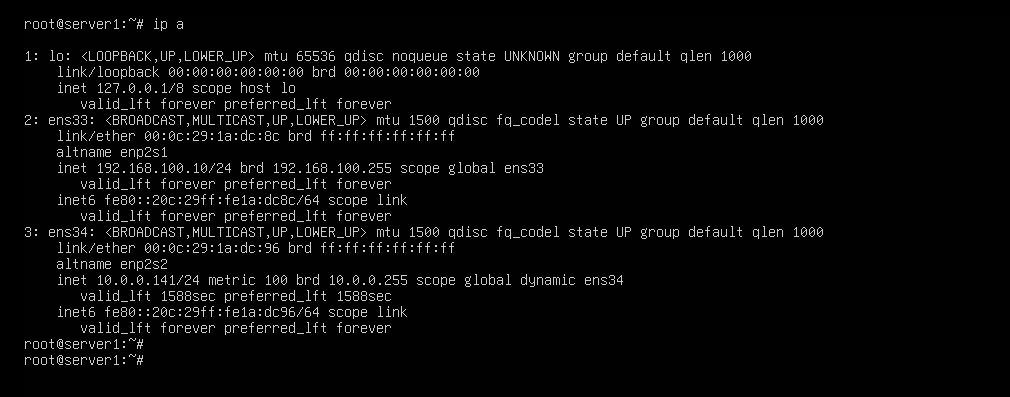 root@server1:~# ip a
1: lo: <LOOPBACK,UP,LOWER_UP> mtu 65536 qdisc noqueue state UNKNOWN group default qlen 1000
link/loopback 00:00:00:00:00:00 brd 00:00:00:00:00:00
inet 127.0.0.1/8 scope host lo
valid_lft forever preferred_lft forever
2: ens33: <BROADCAST,MULTICAST,UP,LOWER_UP> mtu 1500 qdisc fq_codel state UP group default qlen 1000
link/ether 00:0c:29:1a:dc:8c brd ff:ff:ff:ff:ff:ff
altname enp2s1
inet 192.168.100.10/24 brd 192.168.100.255 scope global ens33
valid_lft forever preferred_lft forever
inet6 fe80::20c:29ff:fe1a:dc8c/64 scope link
valid_lft forever preferred_lft forever
3: ens34: <BROADCAST,MULTICAST,UP,LOWER_UP> mtu 1500 qdisc fq_codel state UP group default qlen 1000
link/ether 00:0c:29:1a:dc:96 brd ff:ff:ff:ff:ff:ff
altname enp2s2
inet 10.0.0.141/24 metric 100 brd 10.0.0.255 scope global dynamic ens34
valid_lft 1588sec preferred_lft 1588sec
inet6 fe80::20c:29ff:fe1a:dc96/64 scope link
valid_lft forever preferred_lft forever
root@server1:~#
root@server1:~#